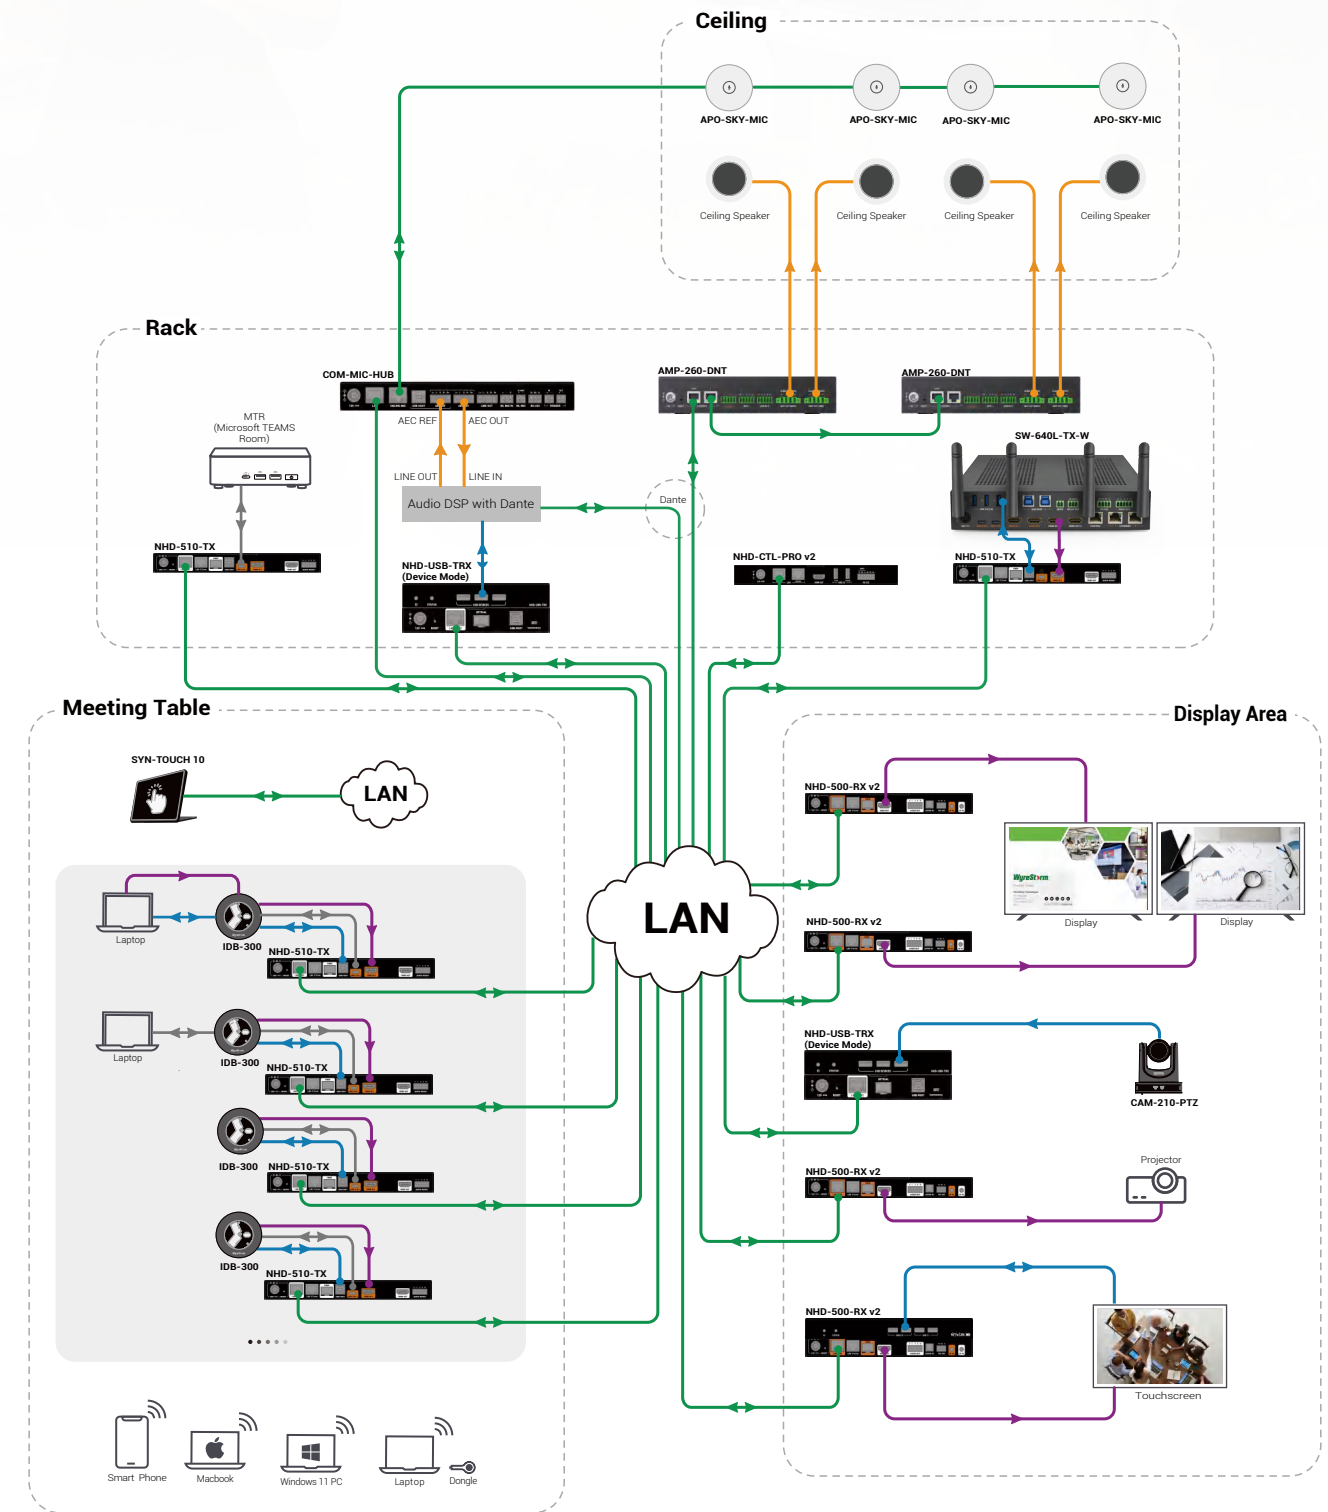 Ceiling
APO-SKY-MIC
APO-SKY-MIC
APO-SKY-MIC
APO-SKY-MIC
Ceiling Speaker
Ceiling Speaker
Ceiling Speaker
Ceiling Speaker
Rack
COM-MIC-HUB
AMP-260-DNT
AMP-260-DNT
MTR
(Microsoft TEAMS
Room)
AEC REF
AEC OUT
SW-640L-TX-W
LINE OUT
LINE IN
Audio DSP with Dante
Dante
NHD-510-TX
NHD-USB-TRX
(Device Mode)
NHD-CTL-PRO v2
NHD-510-TX
Meeting Table
SYN-TOUCH 10
LAN
Laptop
IDB-300
NHD-510-TX
Laptop
IDB-300
NHD-510-TX
IDB-300
NHD-510-TX
IDB-300
NHD-510-TX
Smart Phone
Macbook
Windows 11 PC
Laptop
Dongle
LAN
Display Area
NHD-500-RX v2
WyreStorm
Display
Display
NHD-500-RX v2
NHD-USB-TRX
(Device Mode)
CAM-210-PTZ
NHD-500-RX v2
Projector
NHD-500-RX v2
Touchscreen